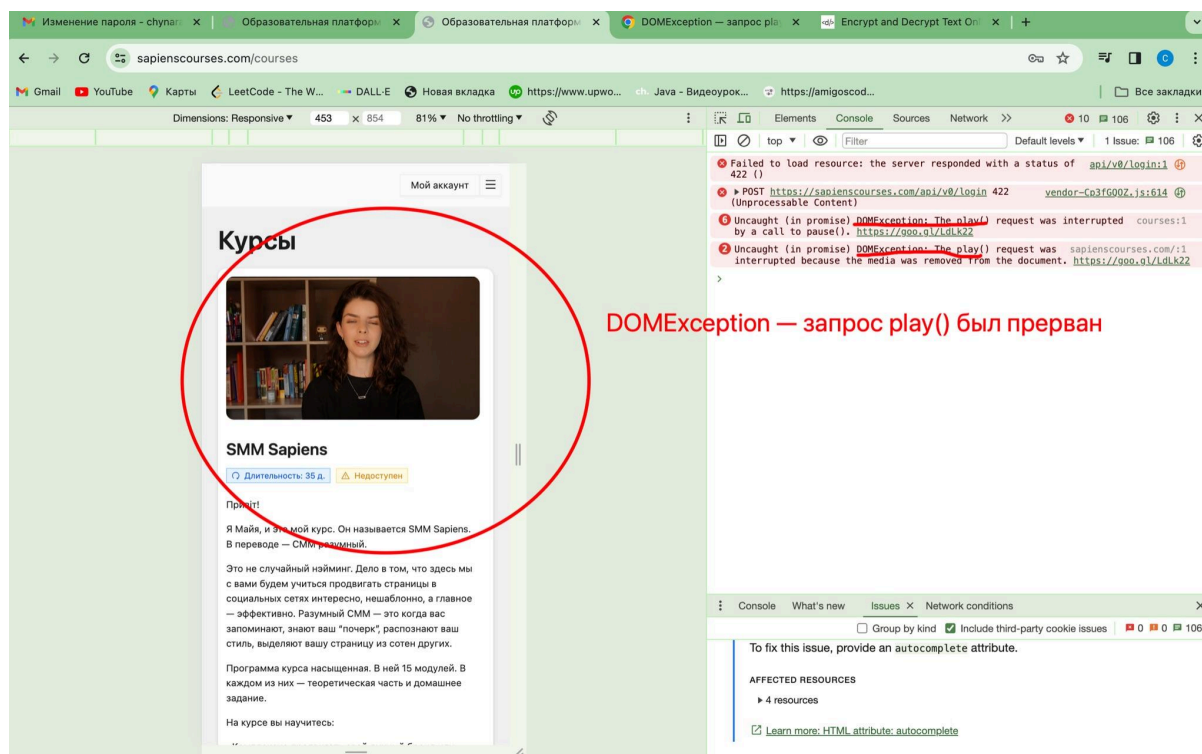 Изменение пароля - chynar
Образовательная платформ
Образовательная платформ
DOMException — запрос pla
Encrypt and Decrypt Text On
sapienscourses.com/courses
Gmail
YouTube
Карты
LeetCode - The W...
DALL·E
Новая вкладка
https://www.upwo...
Java - Видеоурок...
https://amigoscod...
Все закладки
Dimensions: Responsive 453 x 854 81% No throttling
Elements Console Sources Network 10 106
top Filter Default levels 1 Issue: 106
Failed to load resource: the server responded with a status of api/v0/login:1
422 ()
POST https://sapienscourses.com/api/v0/login 422 vendor-Cp3fGQOZ.js:614
(Unprocessable Content)
6 Uncaught (in promise) DOMException: The play() request was interrupted courses:1
by a call to pause(). https://goo.gl/LdLk22
2 Uncaught (in promise) DOMException: The play() request was sapienscourses.com/:1
interrupted because the media was removed from the document. https://goo.gl/LdLk22
DOMException — запрос play() был прерван
Мой аккаунт
Курсы
SMM Sapiens
Длительность: 35 д. Недоступен
Привіт!
Я Майя, и это мой курс. Он называется SMM Sapiens.
В переводе — СММ разумный.
Это не случайный нэйминг. Дело в том, что здесь мы
с вами будем учиться продвигать страницы в
социальных сетях интересно, нешаблонно, а главное
— эффективно. Разумный СММ — это когда вас
запоминают, знают ваш "почерк", распознают ваш
стиль, выделяют вашу страницу из сотен других.
Программа курса насыщенная. В ней 15 модулей. В
каждом из них — теоретическая часть и домашнее
задание.
На курсе вы научитесь:
Console What's new Issues Network conditions
Group by kind Include third-party cookie issues 0 0 106
To fix this issue, provide an autocomplete attribute.
AFFECTED RESOURCES
4 resources
Learn more: HTML attribute: autocomplete